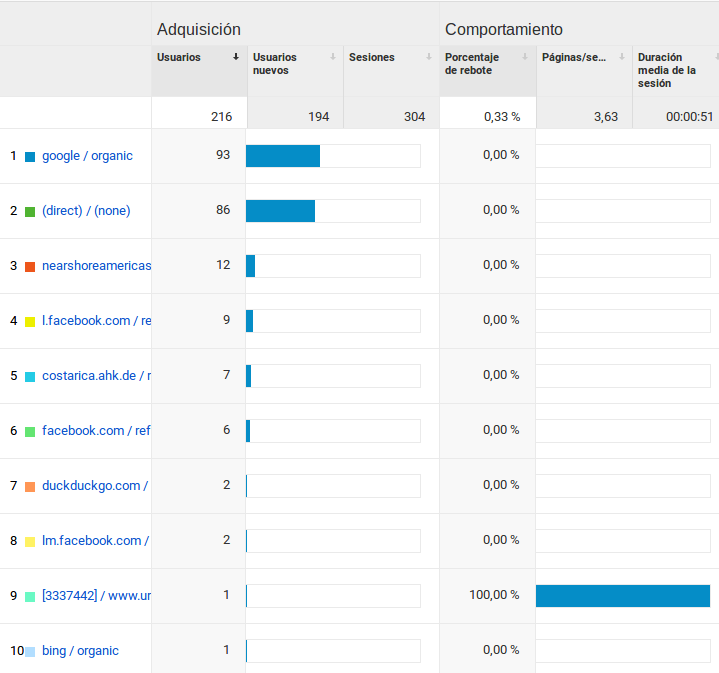 Adquisición Comportamiento
Usuarios Usuarios nuevos Sesiones Porcentaje de rebote Páginas/se... Duración media de la sesión
216 194 304 0,33 % 3,63 00:00:51
1 google / organic 93 0,00 %
2 (direct) / (none) 86 0,00 %
3 nearshoreamericas 12 0,00 %
4 l.facebook.com / re 9 0,00 %
5 costarica.ahk.de / r 7 0,00 %
6 facebook.com / ref 6 0,00 %
7 duckduckgo.com / 2 0,00 %
8 lm.facebook.com / 2 0,00 %
9 [3337442] / www.ur 1 100,00 %
10 bing / organic 1 0,00 %